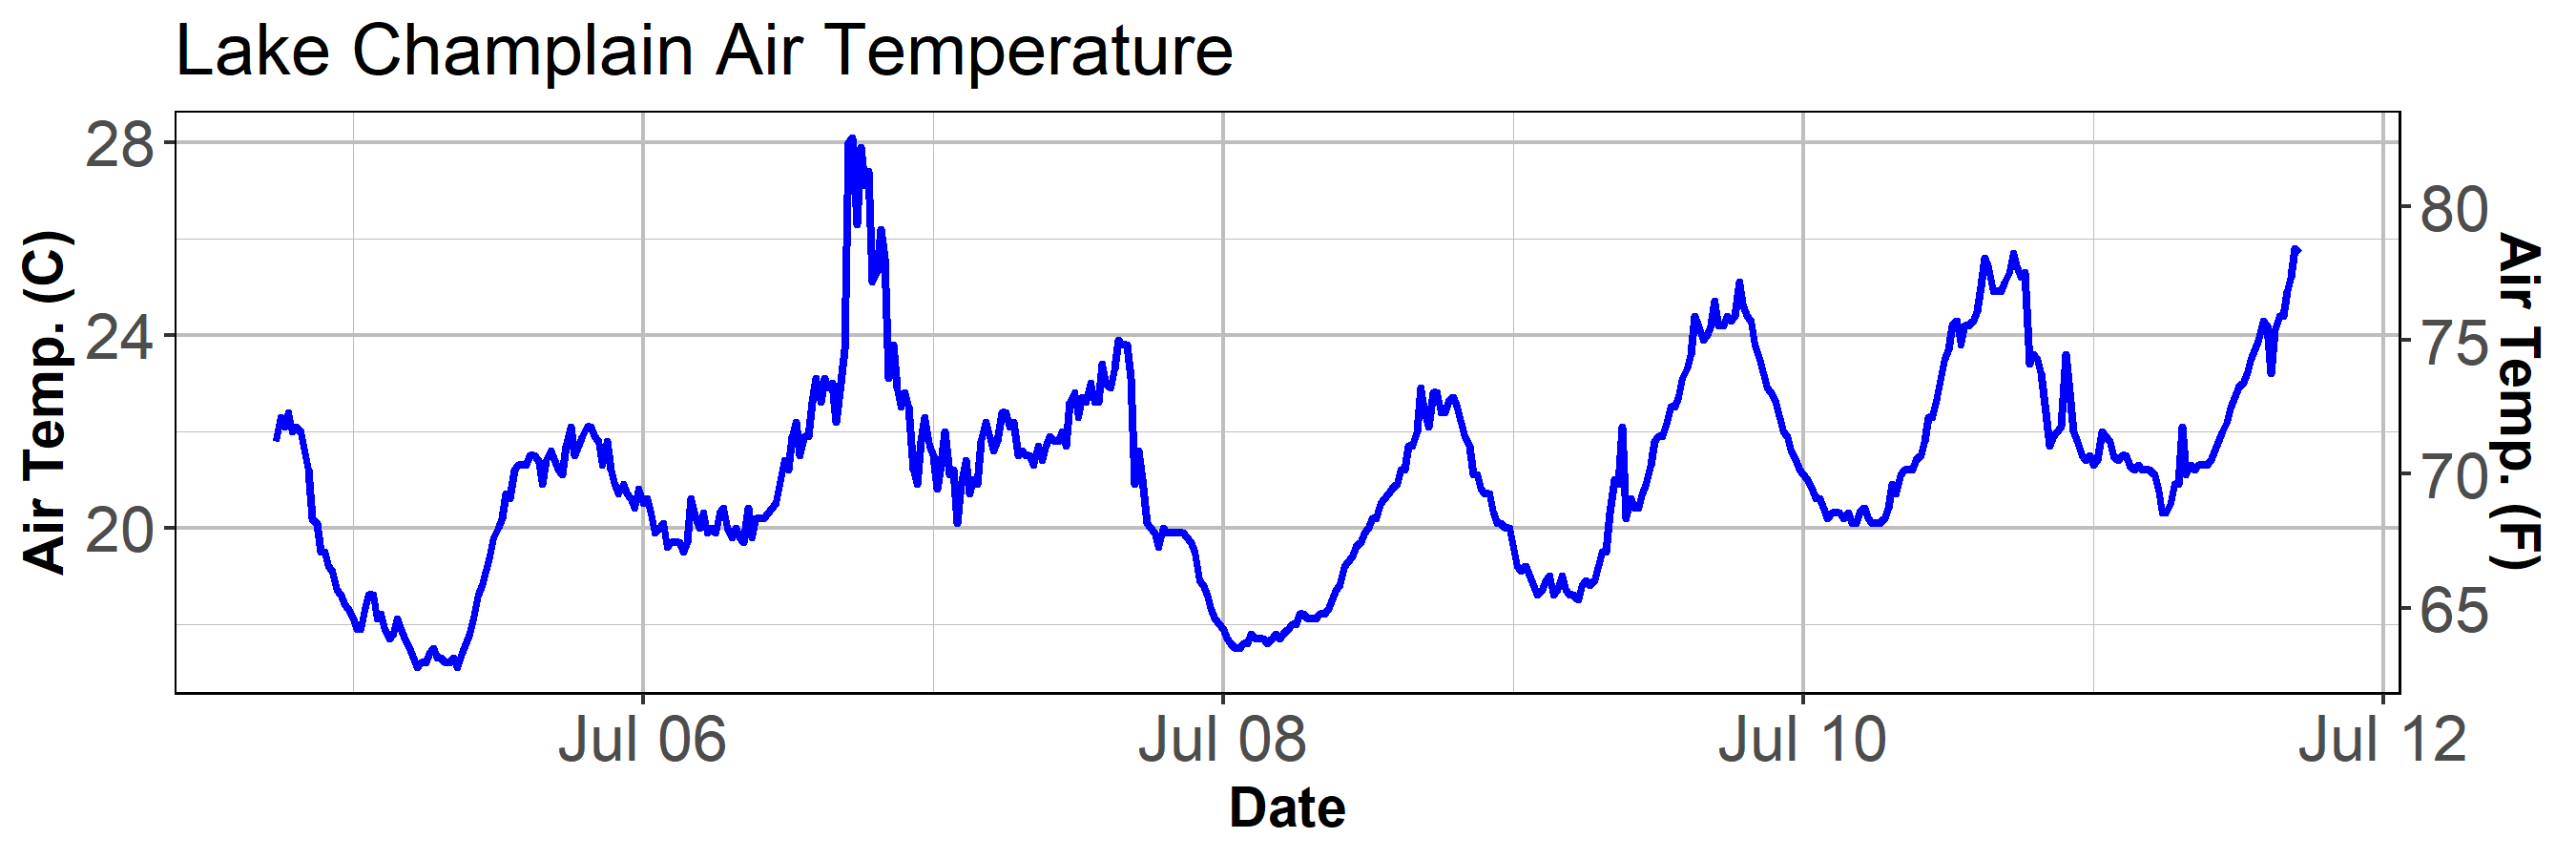 Lake Champlain Air Temperature
28
24
20
Air Temp. (C)
80
75
70
65
Air Temp. (F)
Jul 06
Jul 08
Jul 10
Jul 12
Date